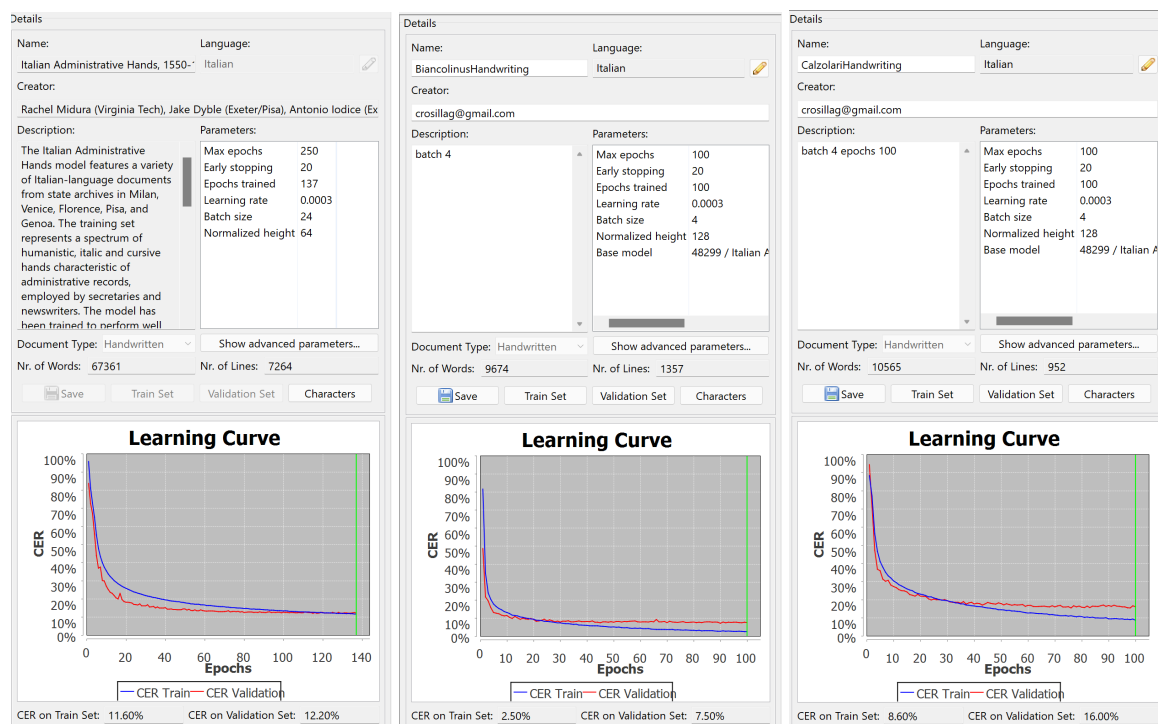 Details
Name:
Language:
Italian Administrative Hands, 1550-
Italian
Creator:
Rachel Midura (Virginia Tech), Jake Dyble (Exeter/Pisa), Antonio Iodice (Ex
Description:
Parameters:
The Italian Administrative
Hands model features a variety
of Italian-language documents
from state archives in Milan,
Venice, Florence, Pisa, and
Genoa. The training set
represents a spectrum of
humanistic, italic and cursive
hands characteristic of
administrative records,
employed by secretaries and
newswriters. The model has
been trained to perform well
Max epochs 250
Early stopping 20
Epochs trained 137
Learning rate 0.0003
Batch size 24
Normalized height 64
Document Type: Handwritten
Show advanced parameters...
Nr. of Words: 67361
Nr. of Lines: 7264
Save
Train Set
Validation Set
Characters
Learning Curve
CER
100%
90%
80%
70%
60%
50%
40%
30%
20%
10%
0%
0 20 40 60 80 100 120 140
Epochs
CER Train CER Validation
CER on Train Set: 11.60% CER on Validation Set: 12.20%
Details
Name:
Language:
BiancolinusHandwriting
Italian
Creator:
crosillag@gmail.com
Description:
Parameters:
batch 4
Max epochs 100
Early stopping 20
Epochs trained 100
Learning rate 0.0003
Batch size 4
Normalized height 128
Base model 48299 / Italian A
Document Type: Handwritten
Show advanced parameters...
Nr. of Words: 9674
Nr. of Lines: 1357
Save
Train Set
Validation Set
Characters
Learning Curve
CER
100%
90%
80%
70%
60%
50%
40%
30%
20%
10%
0%
0 10 20 30 40 50 60 70 80 90 100
Epochs
CER Train CER Validation
CER on Train Set: 2.50% CER on Validation Set: 7.50%
Details
Name:
Language:
CalzolariHandwriting
Italian
Creator:
crosillag@gmail.com
Description:
Parameters:
batch 4 epochs 100
Max epochs 100
Early stopping 20
Epochs trained 100
Learning rate 0.0003
Batch size 4
Normalized height 128
Base model 48299 / Italian A
Document Type: Handwritten
Show advanced parameters...
Nr. of Words: 10565
Nr. of Lines: 952
Save
Train Set
Validation Set
Characters
Learning Curve
CER
100%
90%
80%
70%
60%
50%
40%
30%
20%
10%
0%
0 10 20 30 40 50 60 70 80 90 100
Epochs
CER Train CER Validation
CER on Train Set: 8.60% CER on Validation Set: 16.00%